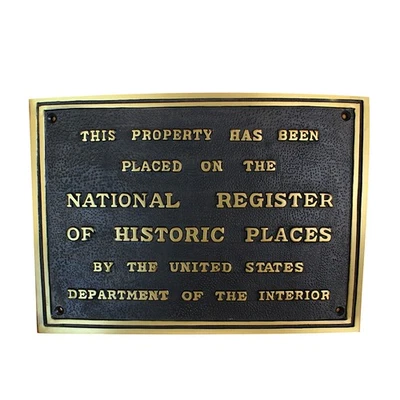 THIS PROPERTY HAS BEEN
PLACED ON THE
NATIONAL REGISTER
OF HISTORIC PLACES
BY THE UNITED STATES
DEPARTMENT OF THE INTERIOR